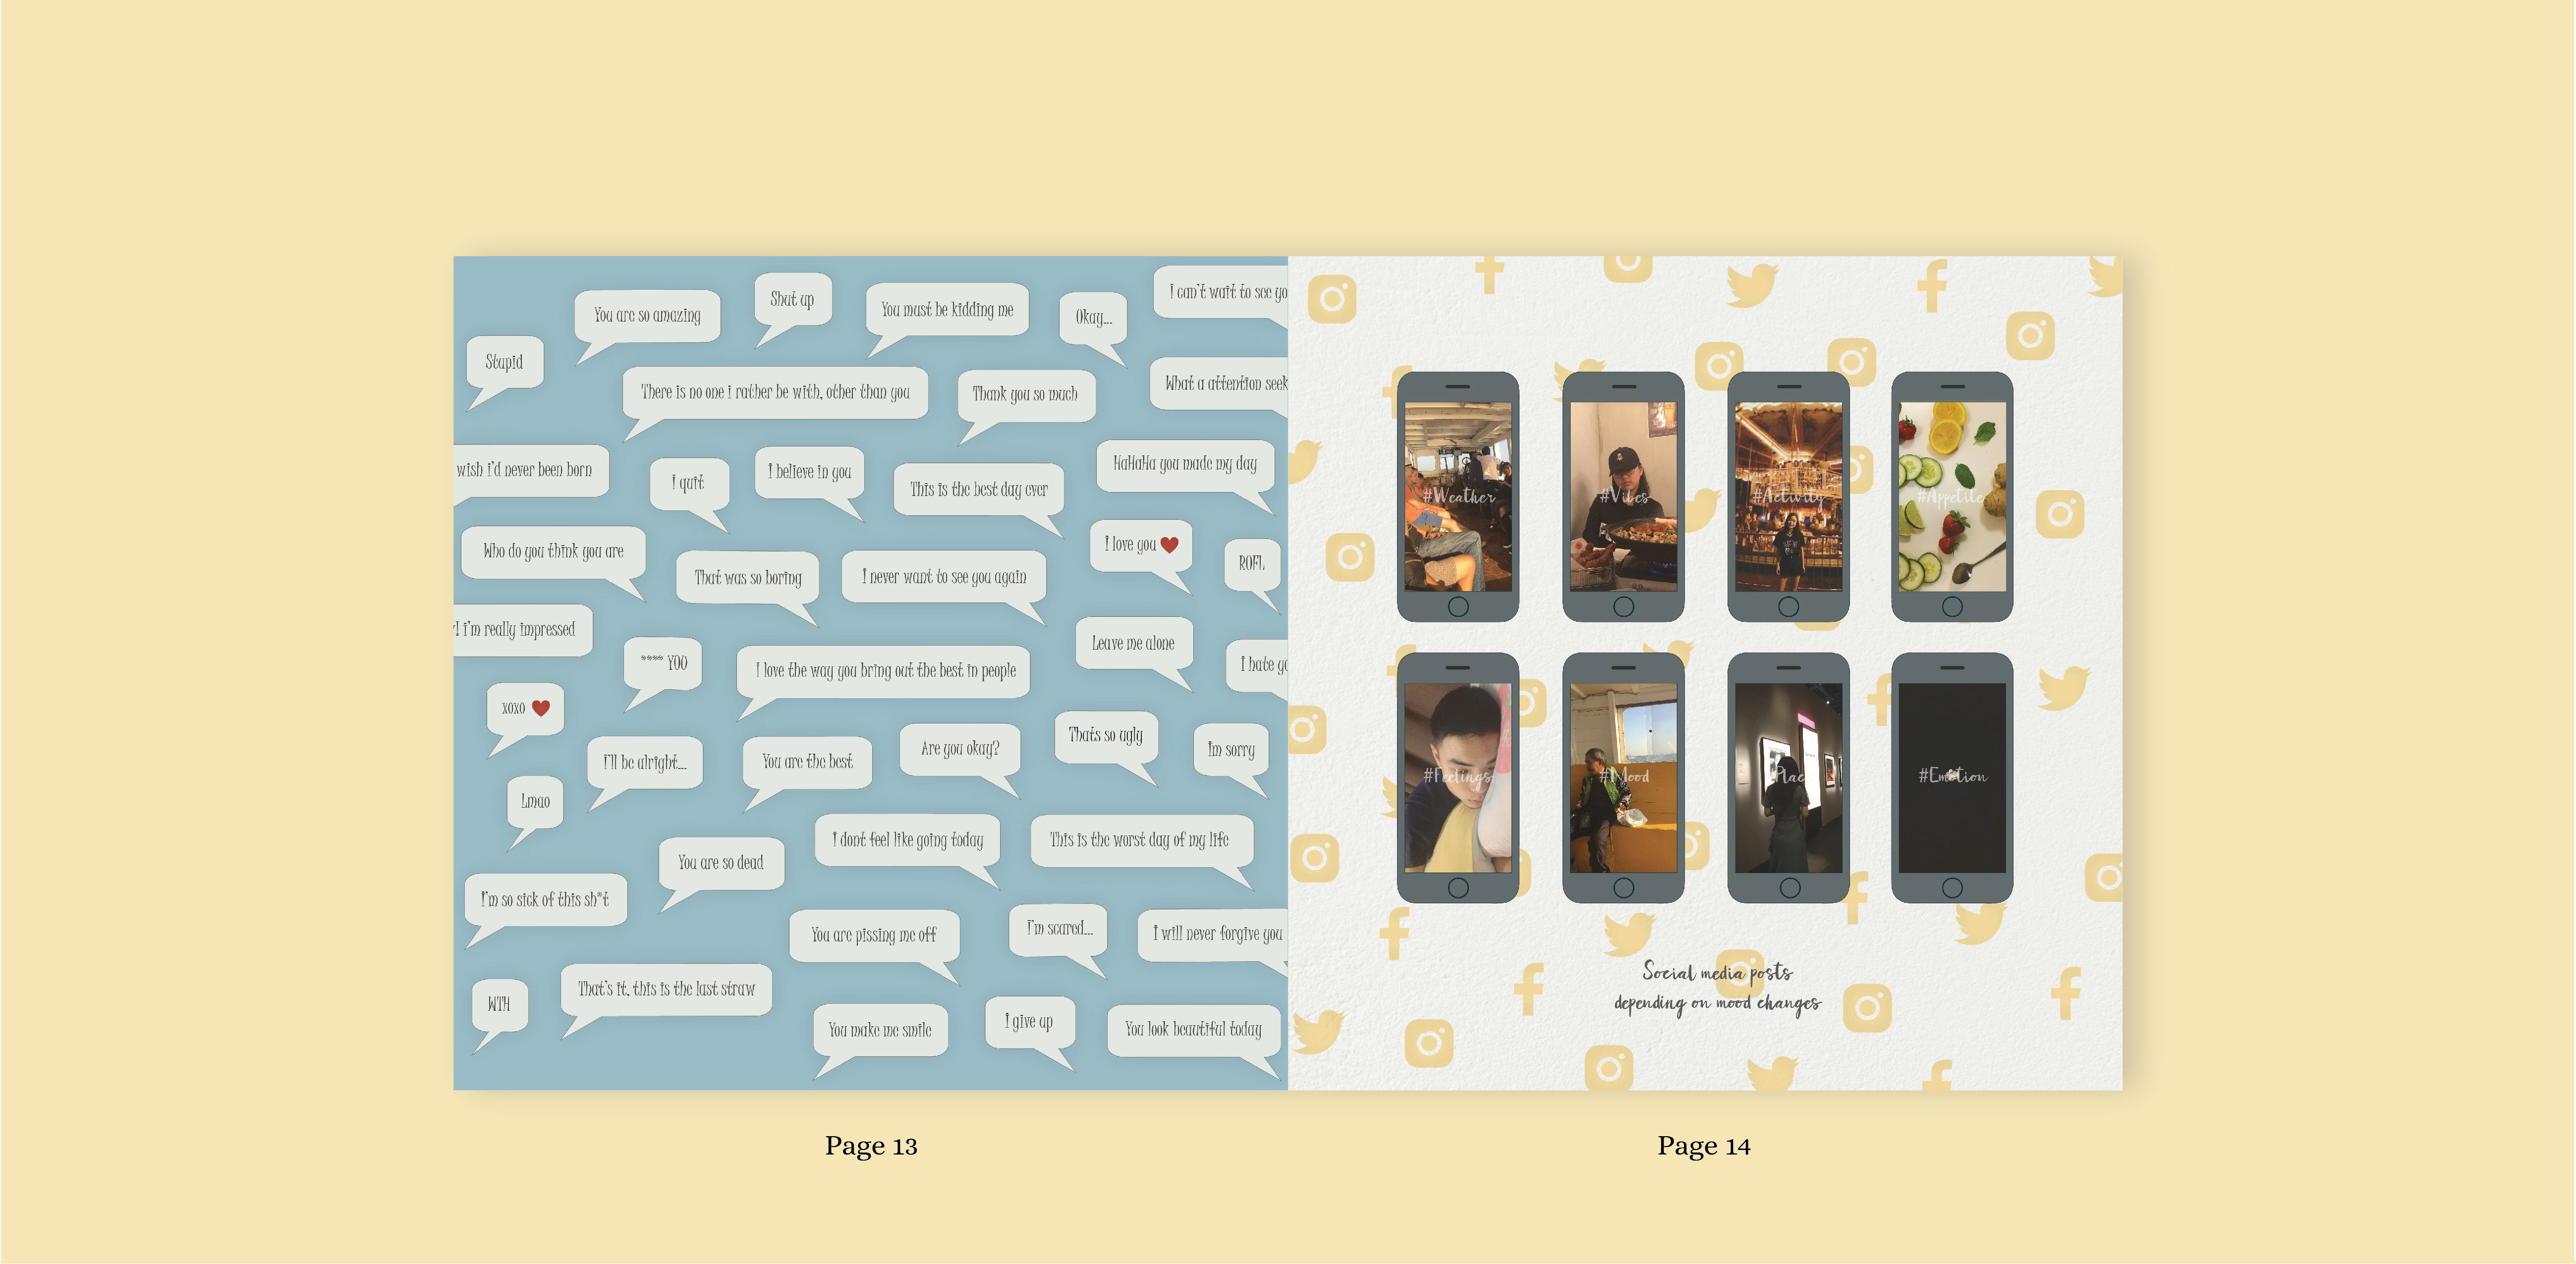 I can't wait to see yo
Shut up
You must be kidding me
You are so amazing
Okay...
Stupid
What a attention seek
There is no one i rather be with, other than you
Thank you so much
HaHaHa you made my day
wish i'd never been born
I believe in you
I quit
This is the best day ever
I love you
Who do you think you are
ROFL
That was so boring
I never want to see you again
! i'm really impressed
Leave me alone
**** YOU
I love the way you bring out the best in people
I hate yo
xoxo
Thats so ugly
Are you okay?
I'm sorry
I'll be alright...
You are the best
Lmao
I dont feel like going today
This is the worst day of my life
You are so dead
I'm so sick of this sh*t
I'm scared...
You are pissing me off
I will never forgive you
That's it, this is the last straw
WTH
I give up
You make me smile
You look beautiful today
#Weather
#Vibes
#Activity
#Appetite
#Feelings
#Mood
Plac
#Emotion
Social media posts
depending on mood changes
Page 13
Page 14